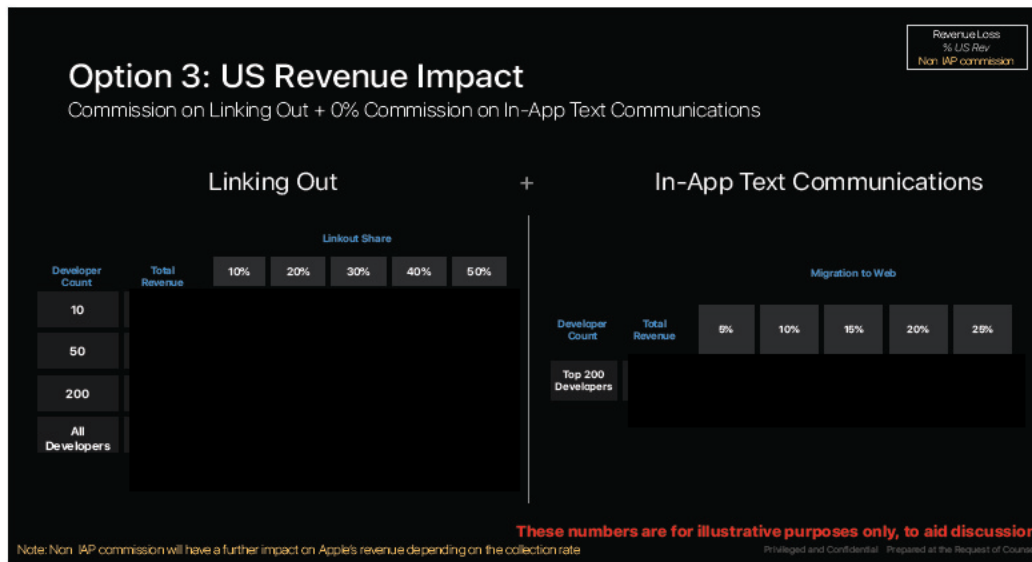 Revenue Loss
% US Rev
Non IAP commission
Option 3: US Revenue Impact
Commission on Linking Out + 0% Commission on In-App Text Communications
Linking Out
+
In-App Text Communications
Linkout Share
Developer Count
Total Revenue
10% 20% 30% 40% 50%
10
50
200
All
Developers
Migration to Web
Developer Count
Total Revenue
5% 10% 15% 20% 25%
Top 200
Developers
These numbers are for illustrative purposes only, to aid discussion
Note: Non IAP commission will have a further impact on Apple's revenue depending on the collection rate
Privileged and Confidential Prepared at the Request of